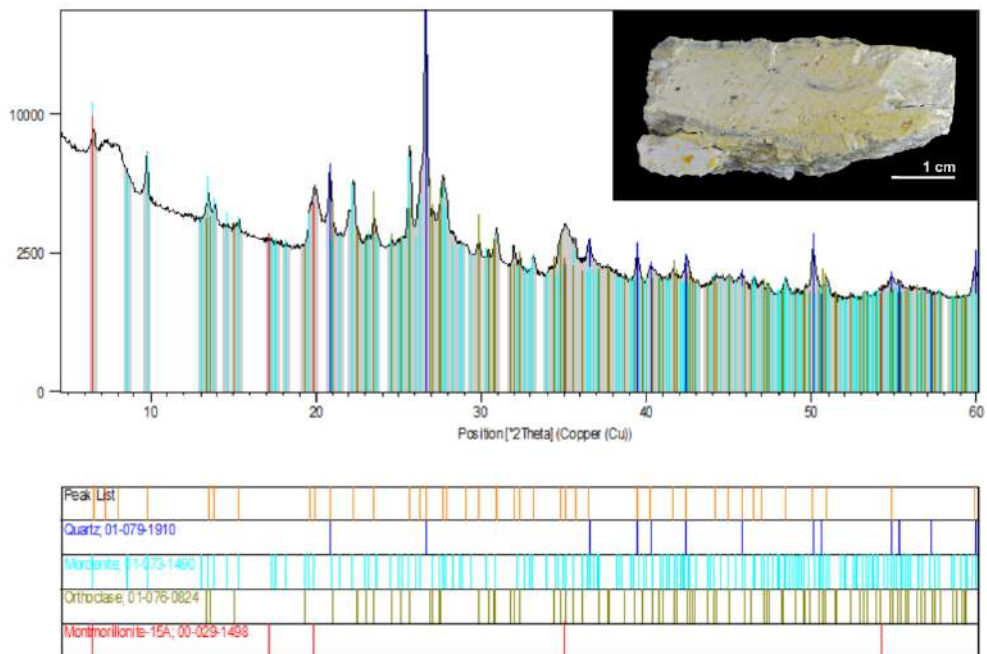 10000
2500
0
1 cm
10 20 30 40 50 60
Position [°2Theta] (Copper (Cu))
Peak List
Quartz; 01-079-1910
Mordenite; 01-073-1490
Orthoclase; 01-076-0824
Montmorillonite-15A; 00-029-1498